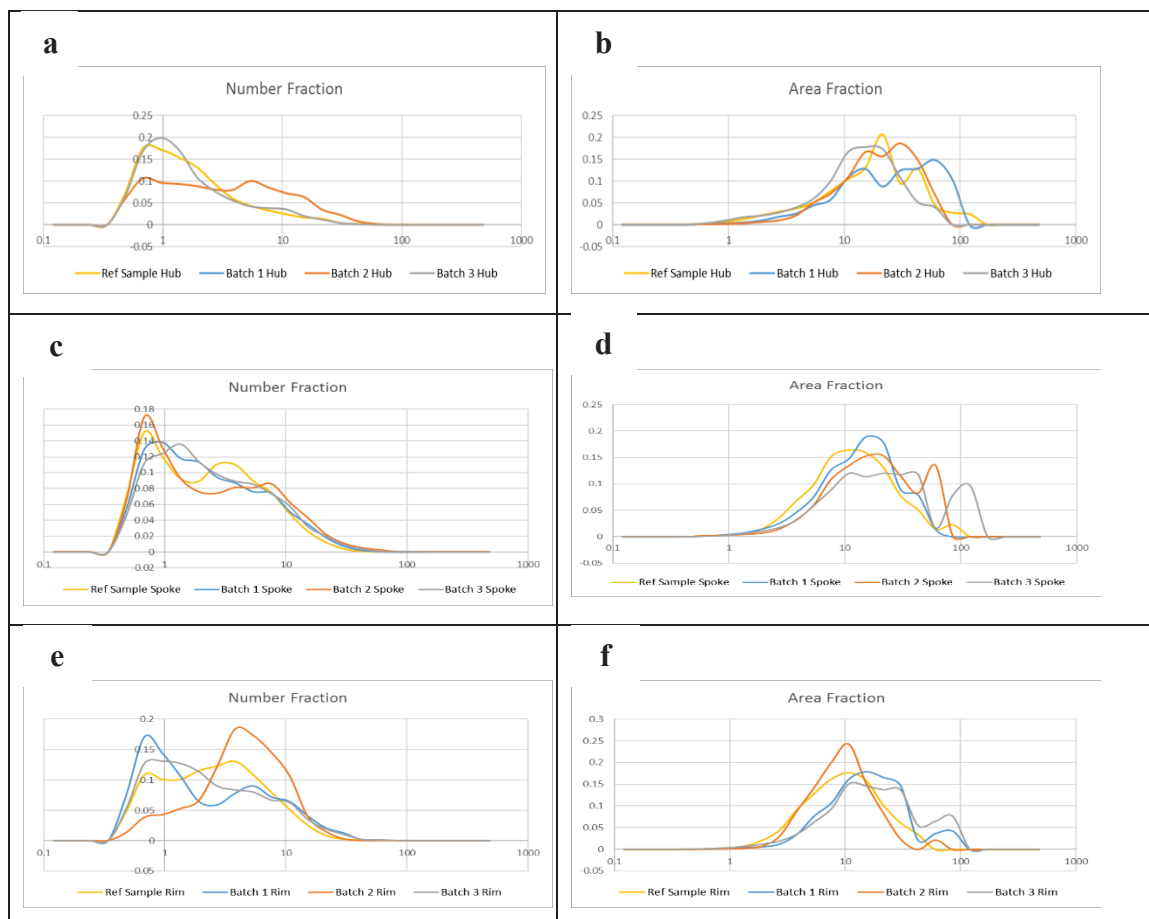 a
Number Fraction
0.25
0.2
0.15
0.1
0.05
0
-0.05
0.1 1 10 100 1000
Ref Sample Hub Batch 1 Hub Batch 2 Hub Batch 3 Hub
b
Area Fraction
0.25
0.2
0.15
0.1
0.05
0
-0.05
0.1 1 10 100 1000
Ref Sample Hub Batch 1 Hub Batch 2 Hub Batch 3 Hub
c
Number Fraction
0.18
0.16
0.14
0.12
0.1
0.08
0.06
0.04
0.02
0
-0.02
0.1 1 10 100 1000
Ref Sample Spoke Batch 1 Spoke Batch 2 Spoke Batch 3 Spoke
d
Area Fraction
0.25
0.2
0.15
0.1
0.05
0
-0.05
0.1 1 10 100 1000
Ref Sample Spoke Batch 1 Spoke Batch 2 Spoke Batch 3 Spoke
e
Number Fraction
0.2
0.15
0.1
0.05
0
-0.05
0.1 1 10 100 1000
Ref Sample Rim Batch 1 Rim Batch 2 Rim Batch 3 Rim
f
Area Fraction
0.3
0.25
0.2
0.15
0.1
0.05
0
-0.05
0.1 1 10 100 1000
Ref Sample Rim Batch 1 Rim Batch 2 Rim Batch 3 Rim